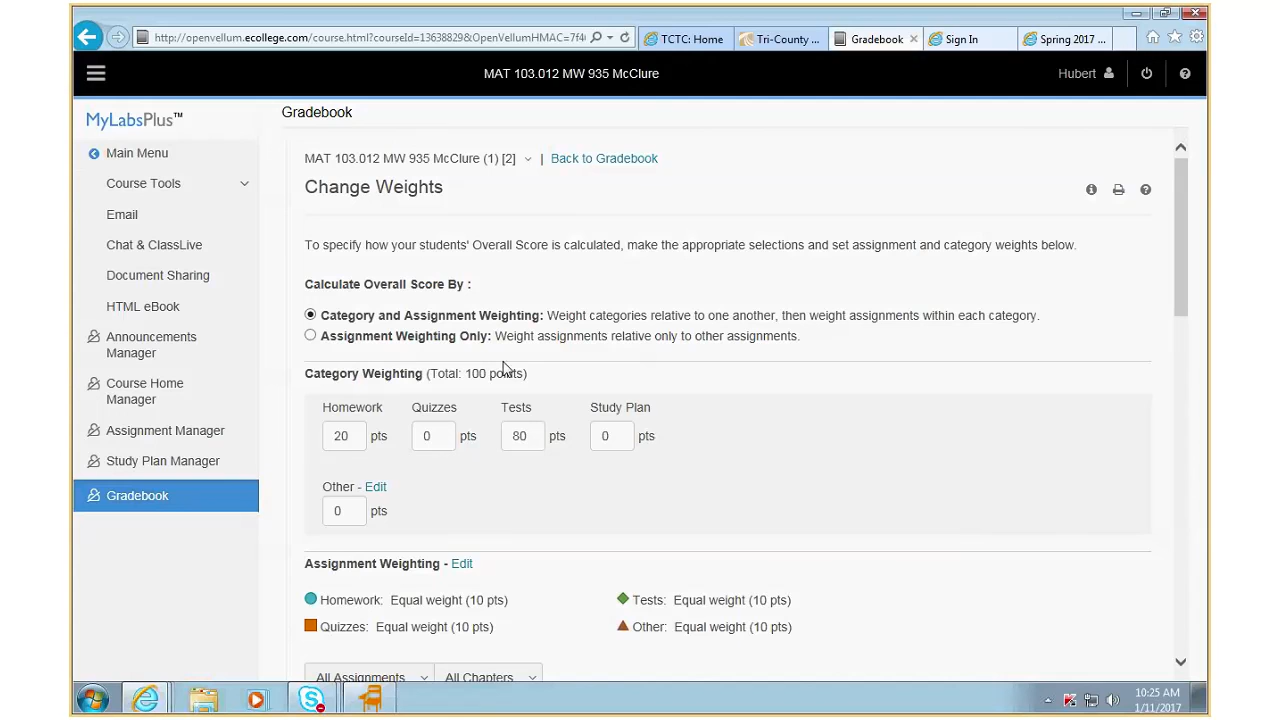 http://openvellum.ecollege.com/course.html?courseId=13638829&OpenVellumHMAC=7f4
TCTC: Home
Tri-County ...
Gradebook
Sign In
Spring 2017 ...
MAT 103.012 MW 935 McClure
Hubert
MyLabsPlus™
Gradebook
Main Menu
Course Tools
Email
Chat & ClassLive
Document Sharing
HTML eBook
Announcements
Manager
Course Home
Manager
Assignment Manager
Study Plan Manager
Gradebook
MAT 103.012 MW 935 McClure (1) [2] | Back to Gradebook
Change Weights
To specify how your students' Overall Score is calculated, make the appropriate selections and set assignment and category weights below.
Calculate Overall Score By :
Category and Assignment Weighting: Weight categories relative to one another, then weight assignments within each category.
Assignment Weighting Only: Weight assignments relative only to other assignments.
Category Weighting (Total: 100 points)
Homework Quizzes Tests Study Plan
20 pts 0 pts 80 pts 0 pts
Other - Edit
0 pts
Assignment Weighting - Edit
Homework: Equal weight (10 pts) Tests: Equal weight (10 pts)
Quizzes: Equal weight (10 pts) Other: Equal weight (10 pts)
All Assignments All Chapters
10:25 AM
1/11/2017